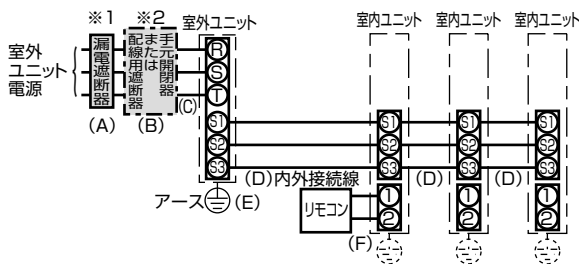 ※1
※2
室外ユニット
室内ユニット
室内ユニット
室内ユニット
室外
ユニット
電源
漏電遮断器
手元開閉器
または
配線用遮断器
R
S
T
(A)
(B)
(C)
S1
S2
S3
S1
S2
S3
S1
S2
S3
S1
S2
S3
(D)内外接続線
(D)
(D)
アース
(E)
リモコン
(F)
1
2
1
2
1
2